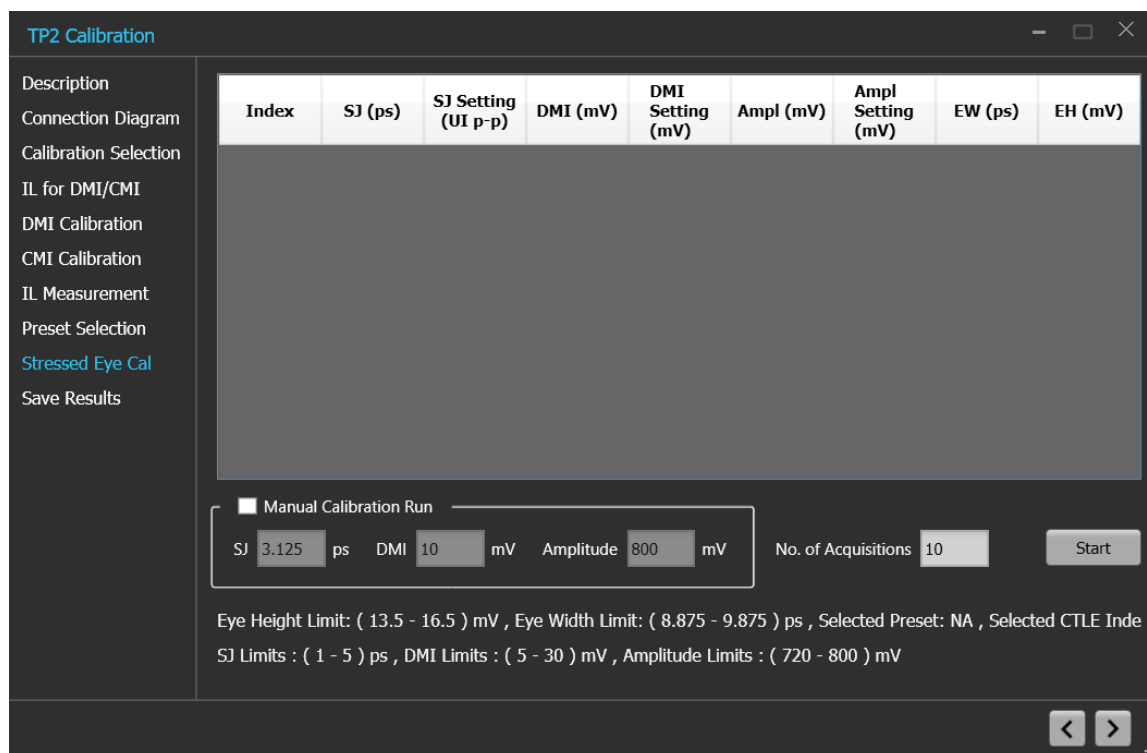 TP2 Calibration
Description
Connection Diagram
Calibration Selection
IL for DMI/CMI
DMI Calibration
CMI Calibration
IL Measurement
Preset Selection
Stressed Eye Cal
Save Results
Index SJ (ps) SJ Setting (UI p-p) DMI (mV) DMI Setting (mV) Ampl (mV) Ampl Setting (mV) EW (ps) EH (mV)
Manual Calibration Run
SJ 3.125 ps DMI 10 mV Amplitude 800 mV No. of Acquisitions 10 Start
Eye Height Limit: ( 13.5 - 16.5 ) mV , Eye Width Limit: ( 8.875 - 9.875 ) ps , Selected Preset: NA , Selected CTLE Inde
SJ Limits : ( 1 - 5 ) ps , DMI Limits : ( 5 - 30 ) mV , Amplitude Limits : ( 720 - 800 ) mV